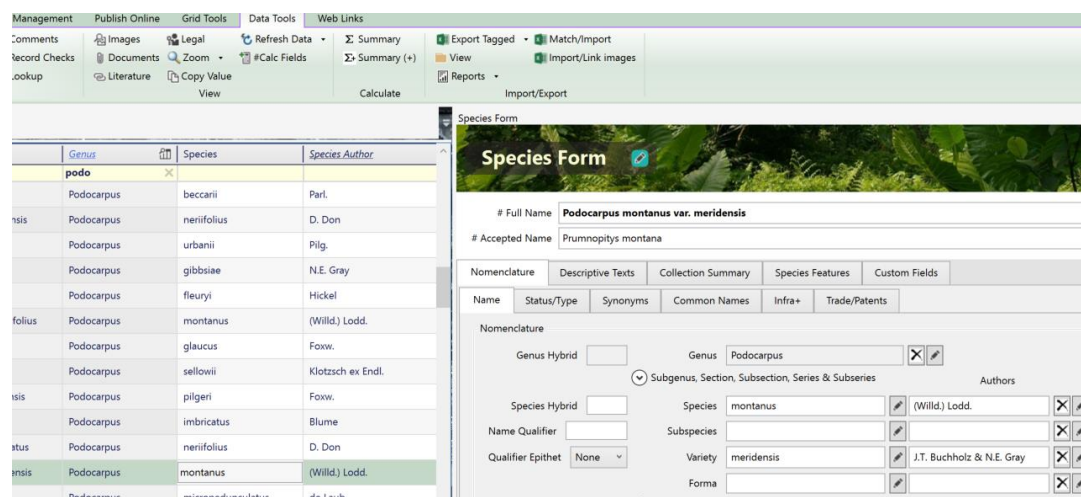 Management Publish Online Grid Tools Data Tools Web Links
Comments Images Legal Refresh Data Σ Summary Export Tagged Match/Import
Record Checks Documents Zoom #Calc Fields Σ+ Summary (+) View Import/Link images
Lookup Literature Copy Value Reports
View Calculate Import/Export
Species Form
Genus Species Species Author
podo
Species Form
Podocarpus beccarii Parl.
nsis Podocarpus neriifolius D. Don
Podocarpus urbanii Pilg.
Podocarpus gibbsiae N.E. Gray
Podocarpus fleuryi Hickel
folius Podocarpus montanus (Willd.) Lodd.
Podocarpus glaucus Foxw.
Podocarpus sellowii Klotzsch ex Endl.
nsis Podocarpus pilgeri Foxw.
Podocarpus imbricatus Blume
atus Podocarpus neriifolius D. Don
ensis Podocarpus montanus (Willd.) Lodd.
Podocarpus
# Full Name Podocarpus montanus var. meridensis
# Accepted Name Prumnopitys montana
Nomenclature Descriptive Texts Collection Summary Species Features Custom Fields
Name Status/Type Synonyms Common Names Infra+ Trade/Patents
Nomenclature
Genus Hybrid Genus Podocarpus
Subgenus, Section, Subsection, Series & Subseries Authors
Species Hybrid Species montanus (Willd.) Lodd.
Name Qualifier Subspecies
Qualifier Epithet None Variety meridensis J.T. Buchholz & N.E. Gray
Forma